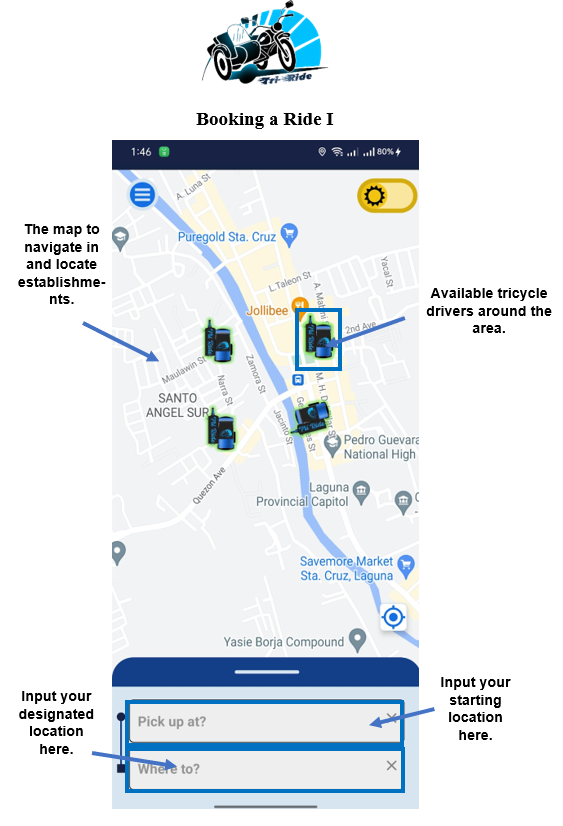 Tri-Ride
Booking a Ride I
1:46
80%
A. Luna St
Puregold Sta. Cruz
Yacal St
L.Taleon St
A. Mabini
Jollibee
2nd Ave
The map to
navigate in
and locate
establishme-
nts.
Available tricycle
drivers around the
area.
Maulawin St
Narra St
Zamora St
SANTO
ANGEL SUR
Jacinto St
Pedro Guevara
National High
Quezon Ave
Laguna
Provincial Capitol
Savemore Market
Sta. Cruz, Laguna
Yasie Borja Compound
Input your
designated
location
here.
Input your
starting
location
here.
Pick up at?
Where to?